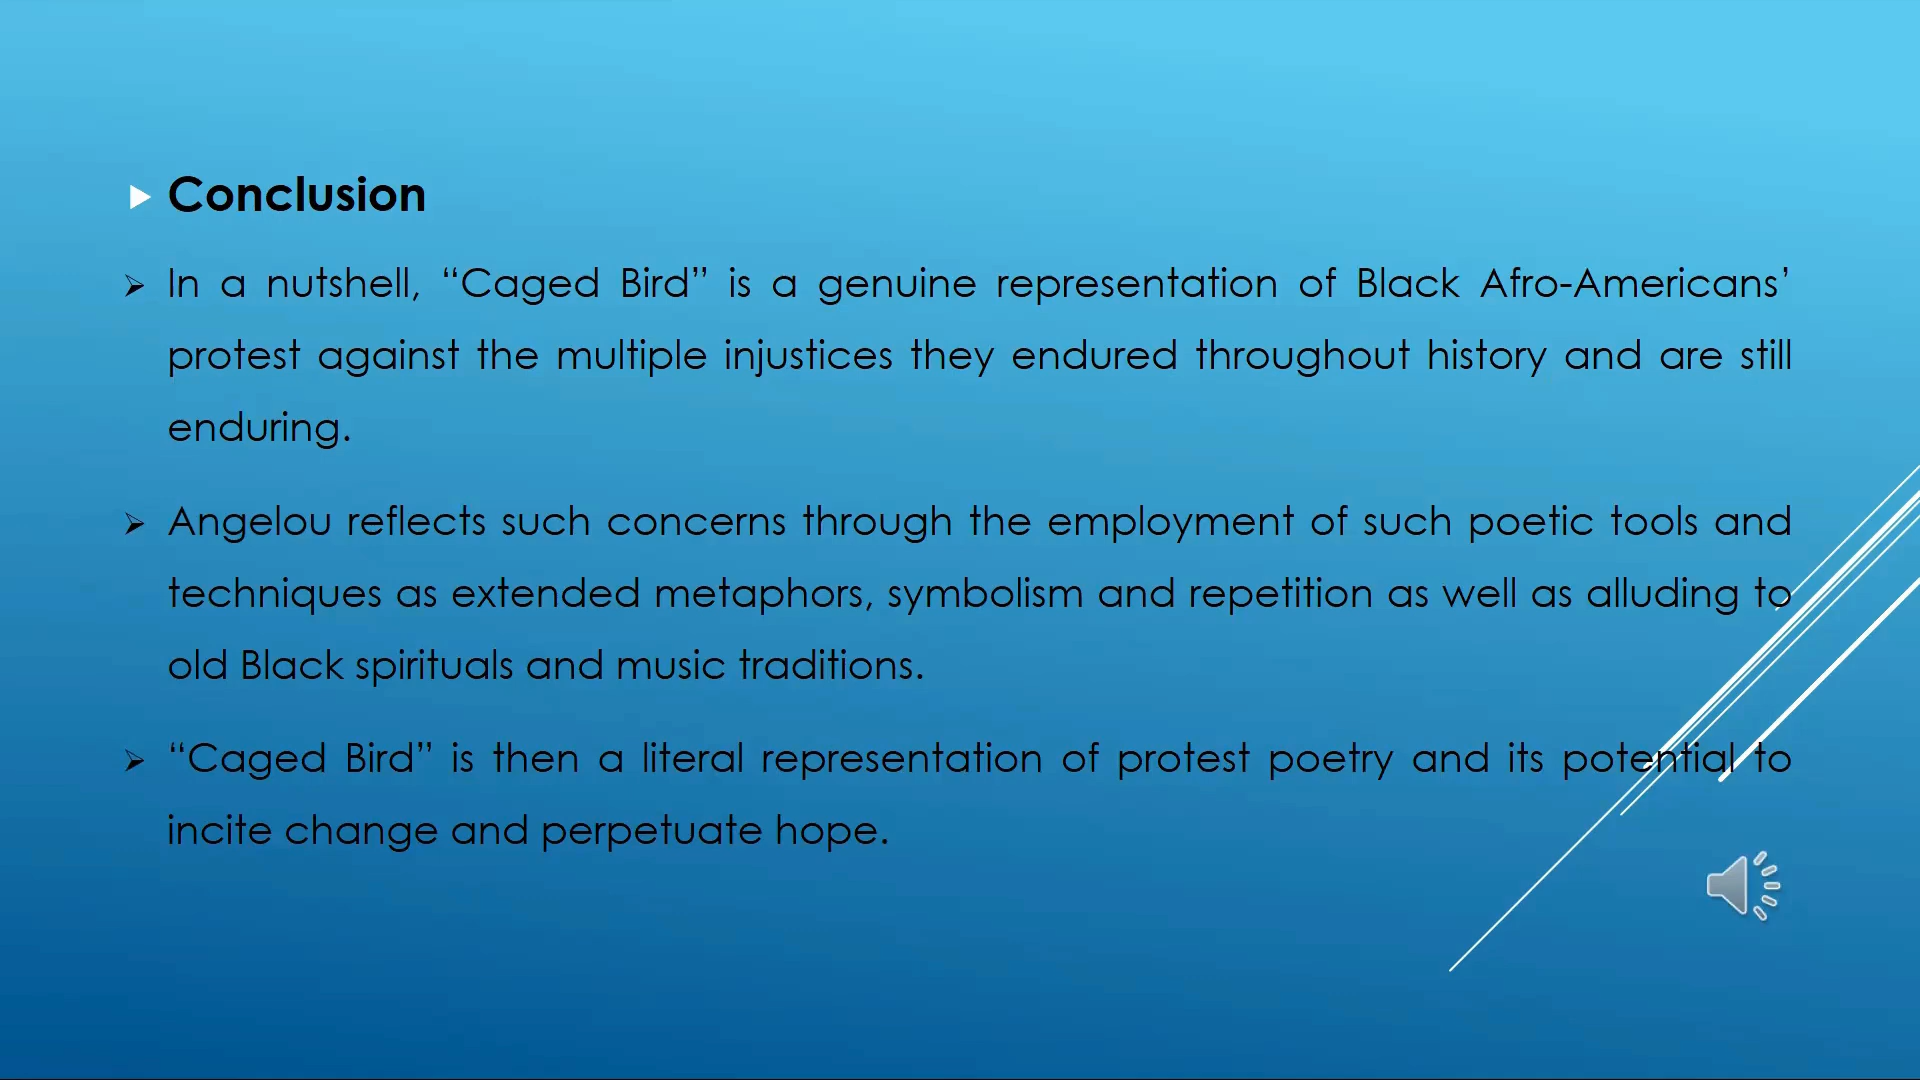 Conclusion
In a nutshell, “Caged Bird” is a genuine representation of Black Afro-Americans’
protest against the multiple injustices they endured throughout history and are still
enduring.
Angelou reflects such concerns through the employment of such poetic tools and
techniques as extended metaphors, symbolism and repetition as well as alluding to
old Black spirituals and music traditions.
“Caged Bird” is then a literal representation of protest poetry and its potential to
incite change and perpetuate hope.